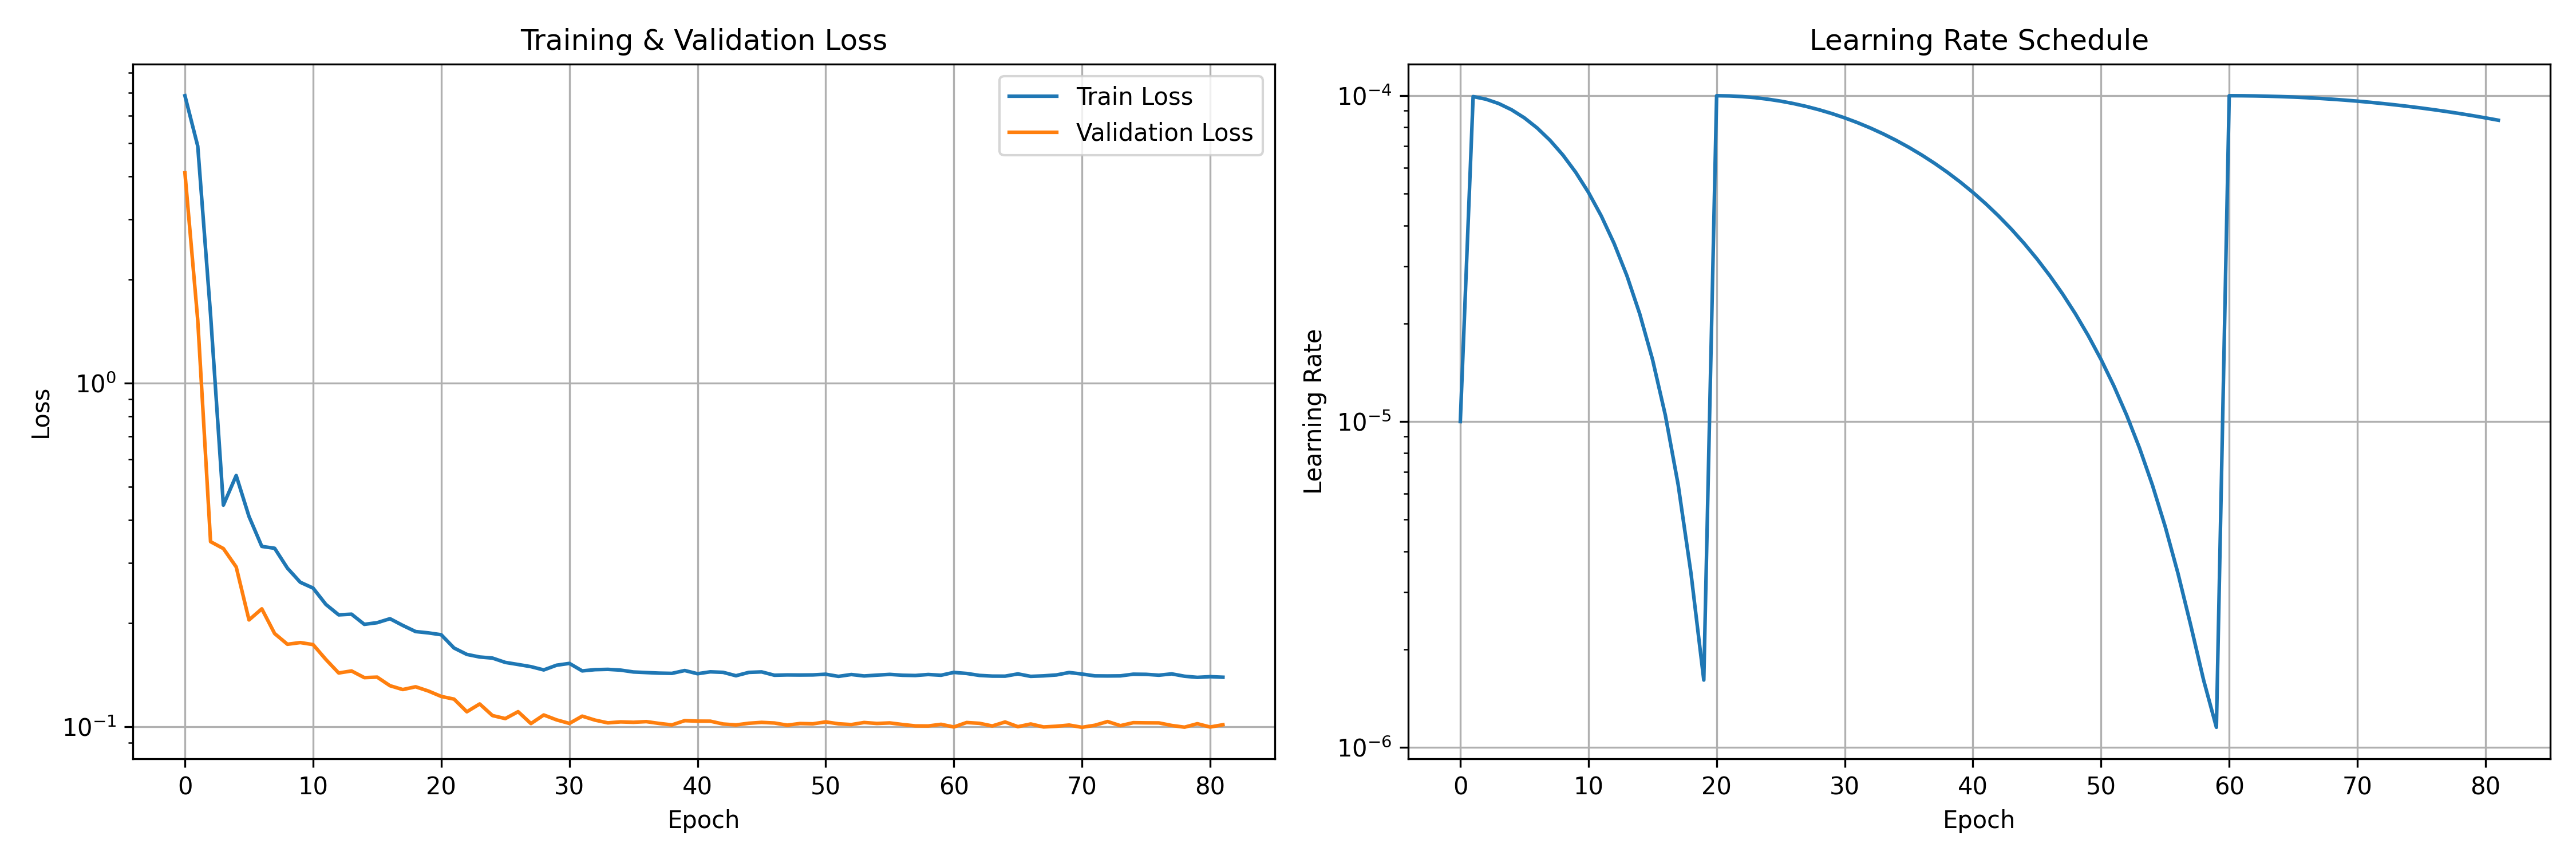 Training & Validation Loss
Train Loss
Validation Loss
Loss
10⁰
10⁻¹
0 10 20 30 40 50 60 70 80
Epoch
Learning Rate Schedule
Learning Rate
10⁻⁴
10⁻⁵
10⁻⁶
0 10 20 30 40 50 60 70 80
Epoch